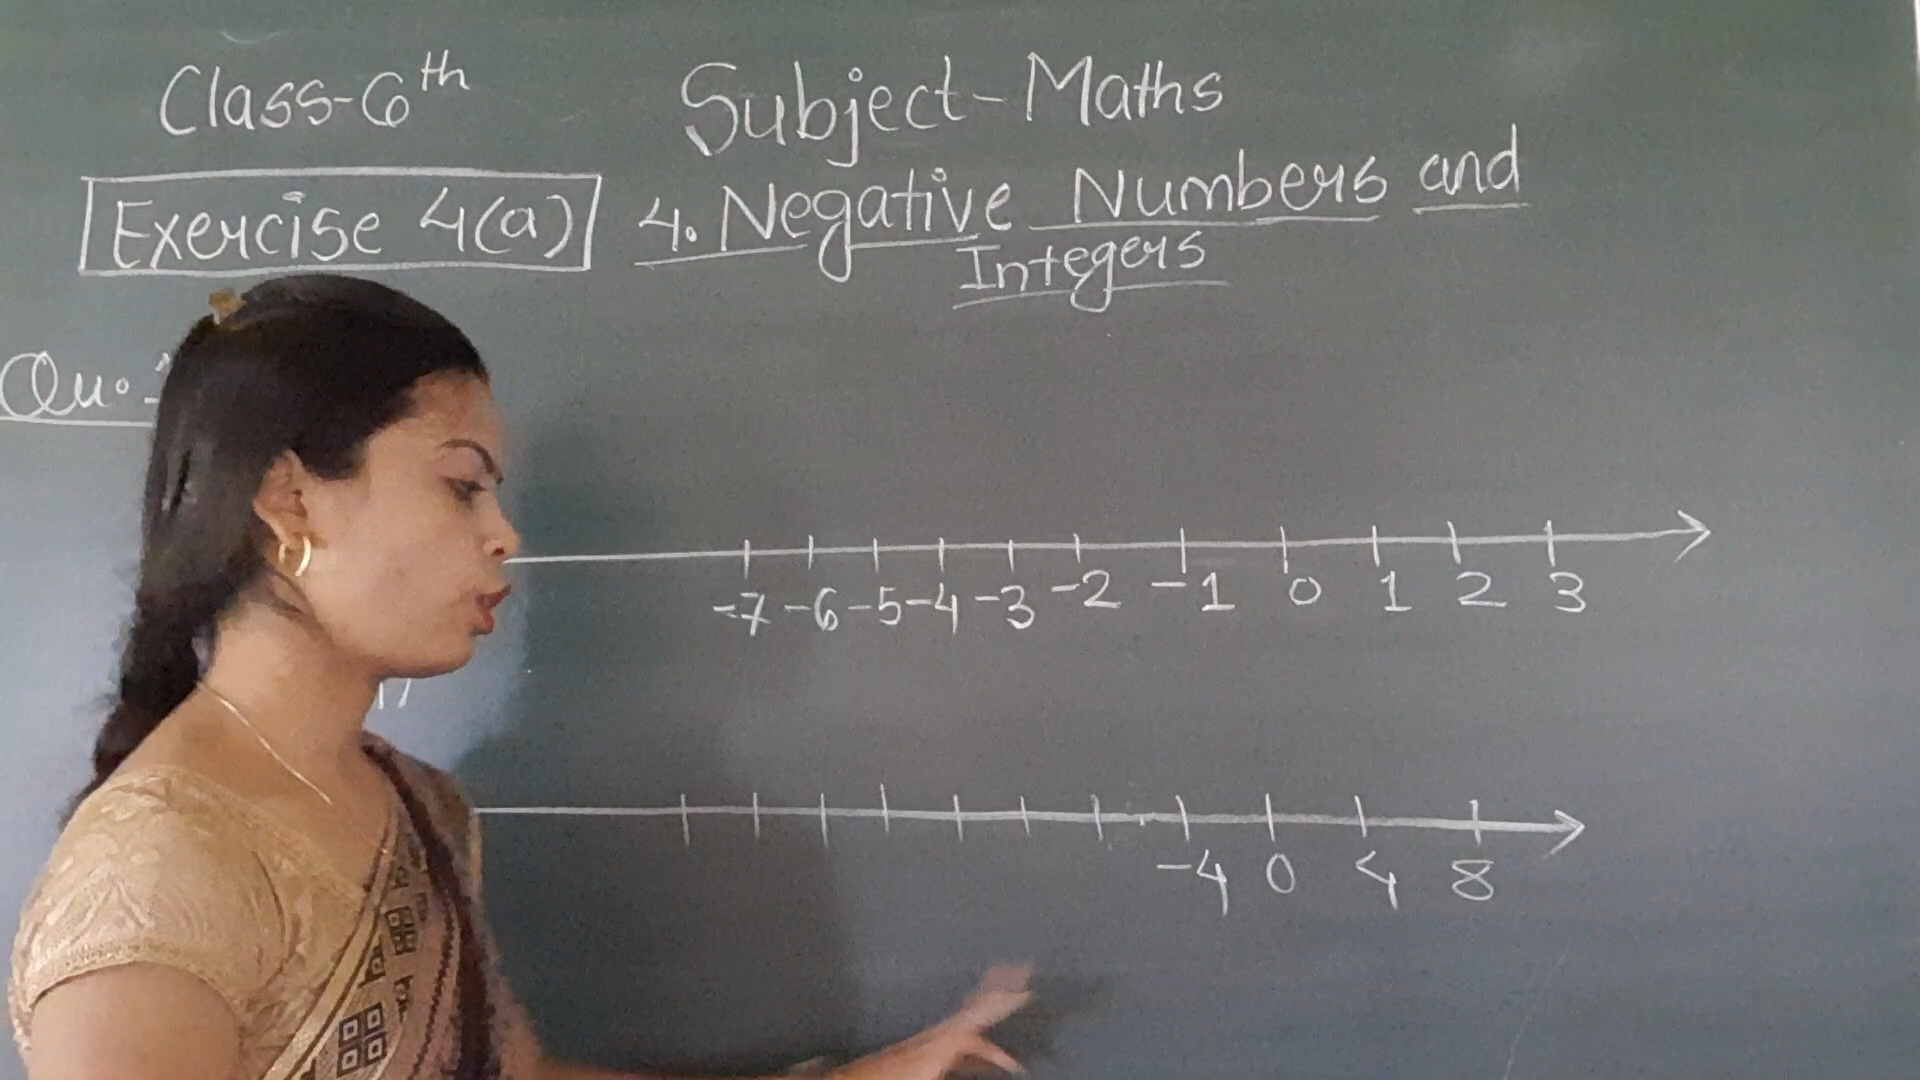 Class-6th Subject-Maths
Exercise 4(a) 4. Negative Numbers and
Integers
Qu.
-7 -6 -5 -4 -3 -2 -1 0 1 2 3
-4 0 4 8